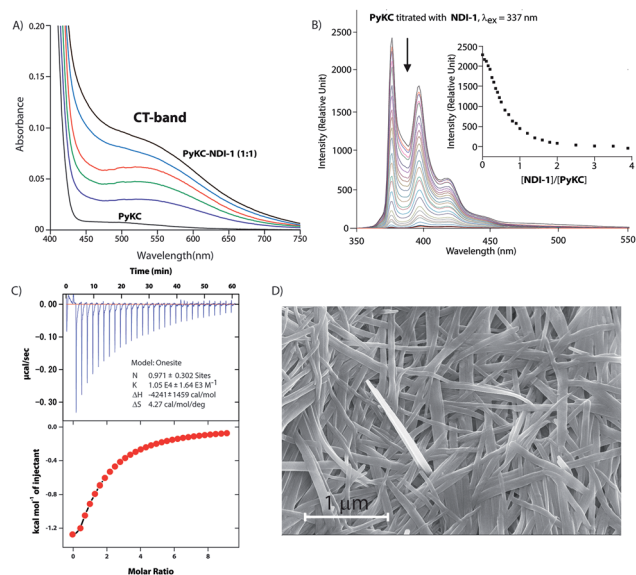 A)
0.20
0.15
0.10
0.05
00
Absorbance
CT-band
PyKC-NDI-1 (1:1)
PyKC
400 450 500 550 600 650 700 750
Wavelength(nm)
B)
PyKC titrated with NDI-1, λex = 337 nm
2500
2000
1500
1000
500
0
Intensity (Relative Unit)
350 400 450 500 550
Wavelength (nm)
2500
2000
1500
1000
500
0
Intensity (Relative Unit)
0 1 2 3 4
[NDI-1]/[PyKC]
C)
Time (min)
0 10 20 30 40 50 60
0. 00
-0.10
-0. 20
-0. 30
μcal/sec
Model: Onesite
N 0.971 ± 0.302 Sites
K 1.05 E4 ± 1.64 E3 M⁻¹
ΔH -4241±1459 cal/mol
ΔS 4.27 cal/mol/deg
0.0
-0.4
-0.8
-1.2
kcal mol⁻¹ of injectant
0 2 4 6 8
Molar Ratio
D)
1 μm